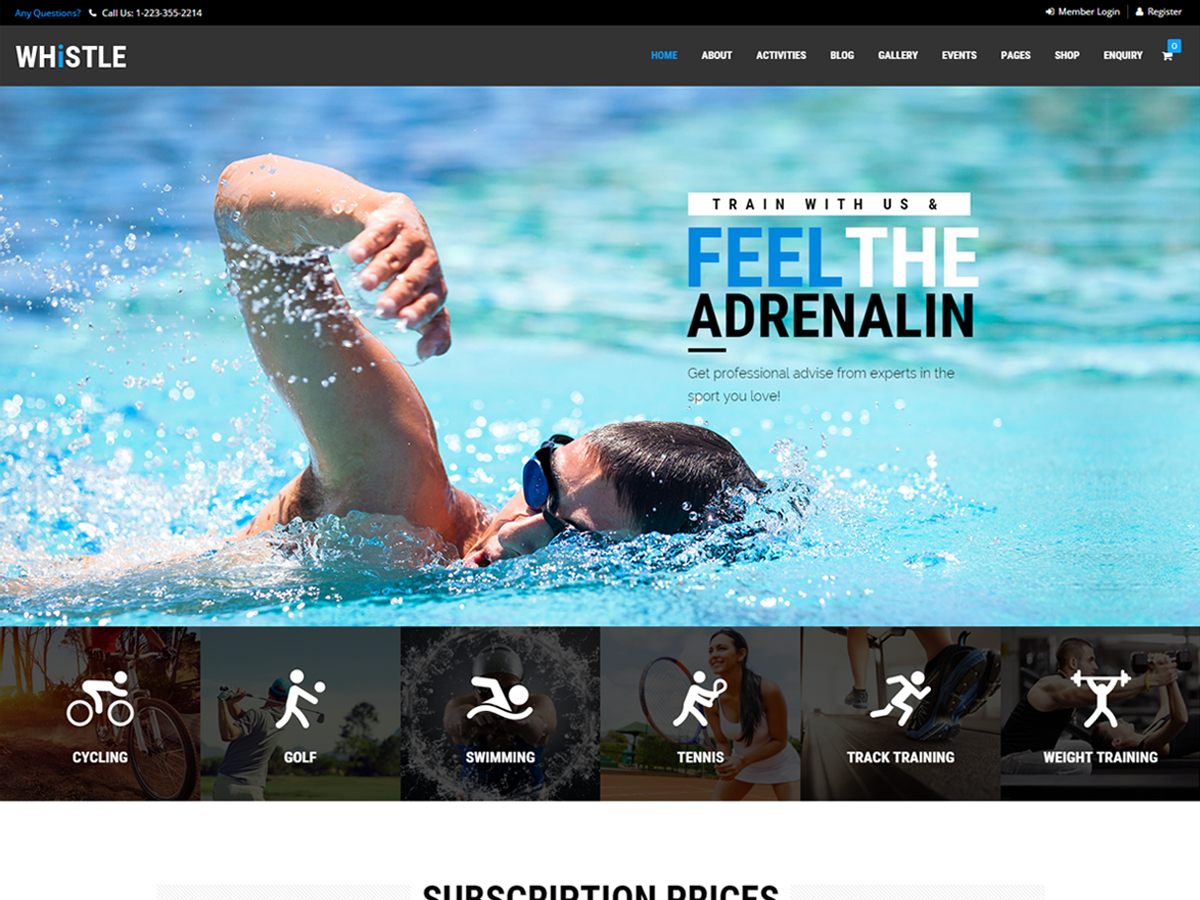 Any Questions? Call Us: 1-223-355-2214
Member Login Register
WHiSTLE
HOME ABOUT ACTIVITIES BLOG GALLERY EVENTS PAGES SHOP ENQUIRY 0
TRAIN WITH US &
FEEL THE
ADRENALIN
Get professional advise from experts in the
sport you love!
CYCLING GOLF SWIMMING TENNIS TRACK TRAINING WEIGHT TRAINING
SUBSCRIPTION PRICES